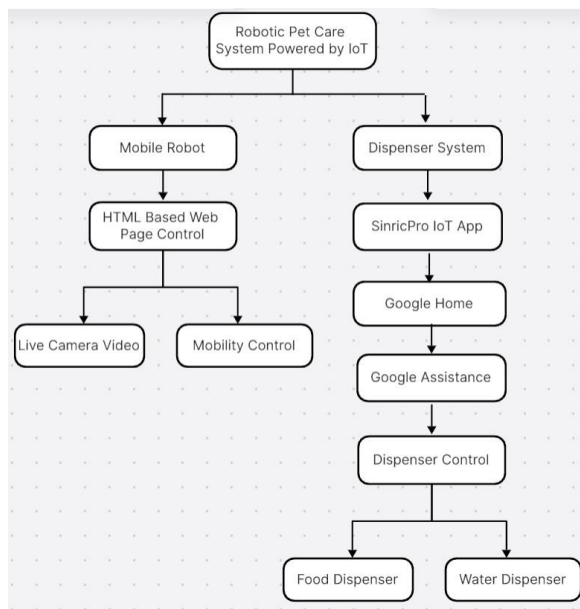 Robotic Pet Care
System Powered by IoT
Mobile Robot
Dispenser System
HTML Based Web
Page Control
SinricPro IoT App
Google Home
Live Camera Video
Mobility Control
Google Assistance
Dispenser Control
Food Dispenser
Water Dispenser